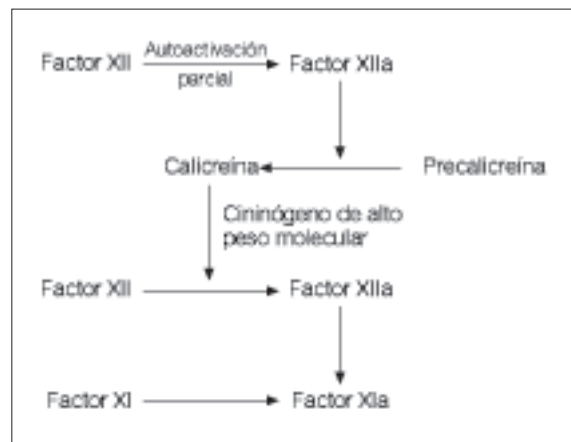 Autoactivación
Factor XII
Factor XIIa
parcial
Calicreína
Precalicreína
Cininógeno de alto
peso molecular
Factor XII
Factor XIIa
Factor XI
Factor XIa